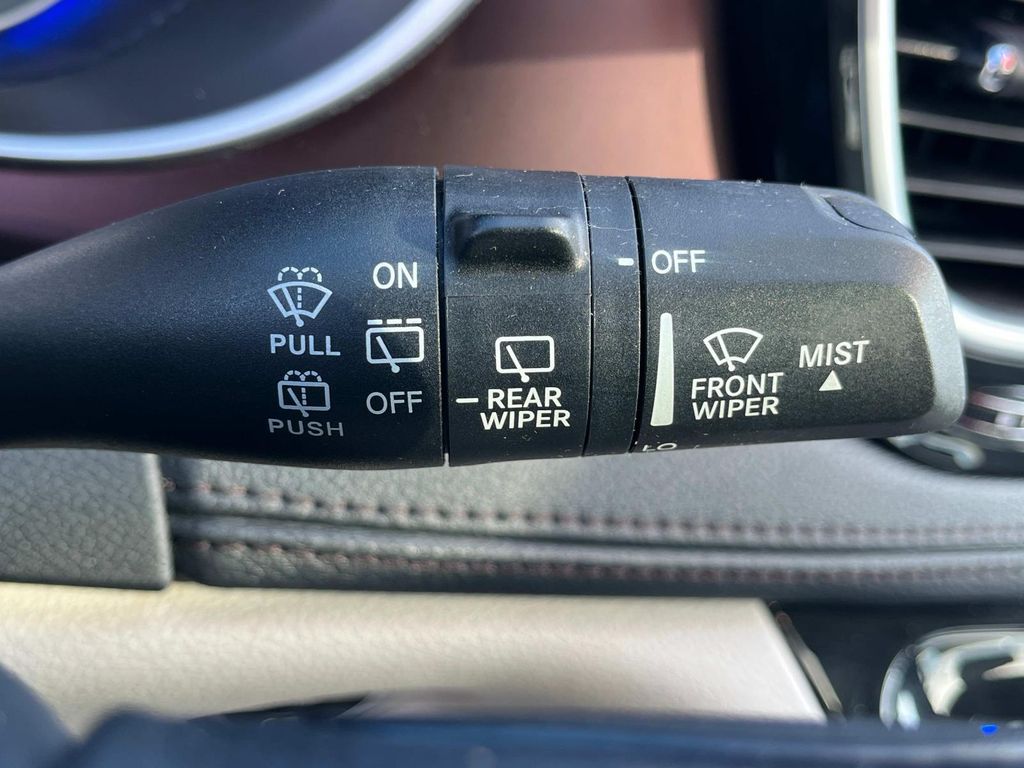 PULL
PUSH
ON
OFF
REAR
WIPER
OFF
FRONT
WIPER
MIST